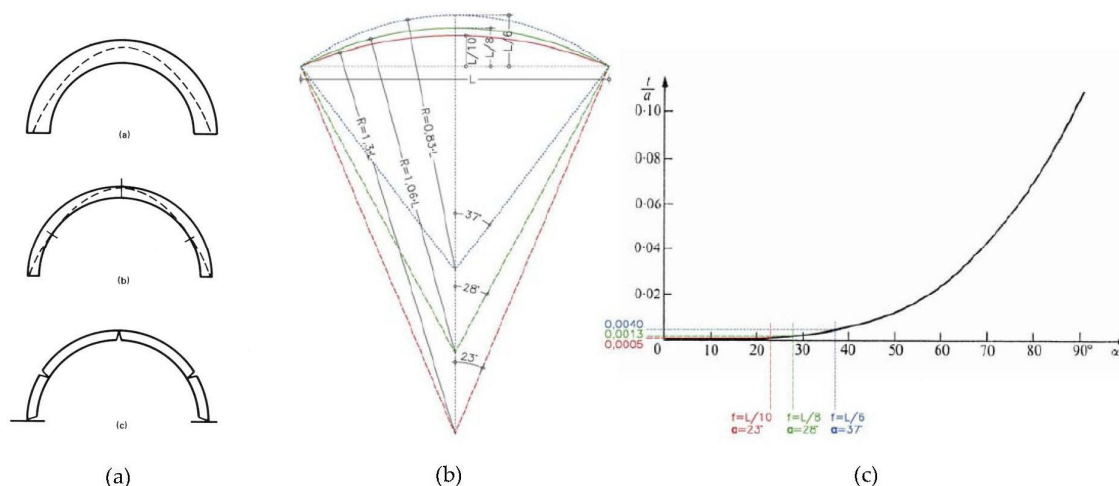 (a)
(b)
(c)
L/10
L/8
L/6
L
R=1,3·L
R=1,06·L
R=0,83·L
37°
28°
23°
t/a
0·10
0·08
0·06
0·04
0·02
0,0040
0,0013
0,0005
0 10 20 30 40 50 60 70 80 90° α
f=L/10 f=L/8 f=L/6
α=23° α=28° α=37°
(a) (b) (c)